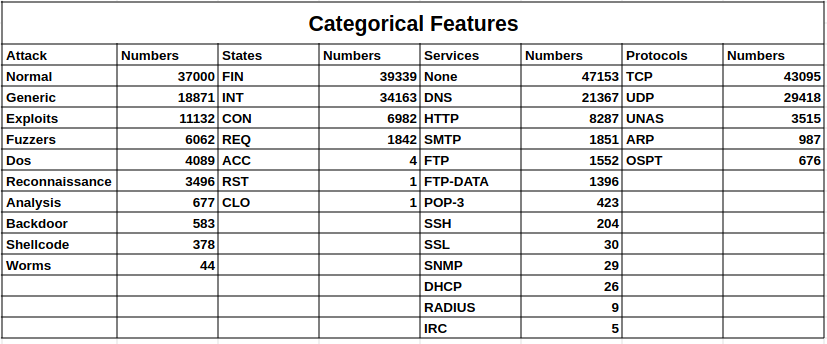 Categorical Features
Attack Numbers States Numbers Services Numbers Protocols Numbers
Normal 37000 FIN 39339 None 47153 TCP 43095
Generic 18871 INT 34163 DNS 21367 UDP 29418
Exploits 11132 CON 6982 HTTP 8287 UNAS 3515
Fuzzers 6062 REQ 1842 SMTP 1851 ARP 987
Dos 4089 ACC 4 FTP 1552 OSPT 676
Reconnaissance 3496 RST 1 FTP-DATA 1396
Analysis 677 CLO 1 POP-3 423
Backdoor 583 SSH 204
Shellcode 378 SSL 30
Worms 44 SNMP 29
DHCP 26
RADIUS 9
IRC 5